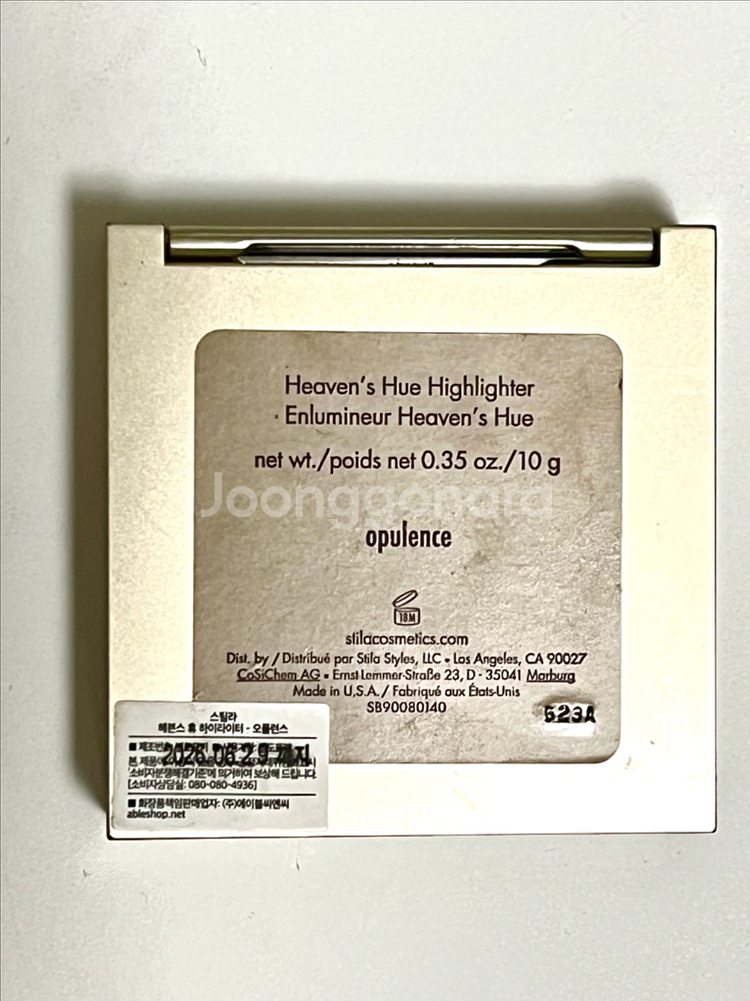 Heaven's Hue Highlighter
Enlumineur Heaven's Hue
net wt./poids net 0.35 oz./10 g
Joonggonara
opulence
18M
stilacosmetics.com
Dist. by / Distribué par Stila Styles, LLC • Los Angeles, CA 90027
CoSiChem AG • Ernst-Lemmer-Straße 23, D - 35041 Marburg
Made in U.S.A. / Fabriqué aux États-Unis
SB90080140
523A
스틸라
헤븐스 휴 하이라이터 - 오퓰런스
2026.06.29 까지
'소비자분쟁해결기준'에 의거하여 보상해 드립니다.
[소비자상담실: 080-080-4936]
■ 화장품책임판매업자: (주)에이블씨엔씨
ableshop.net